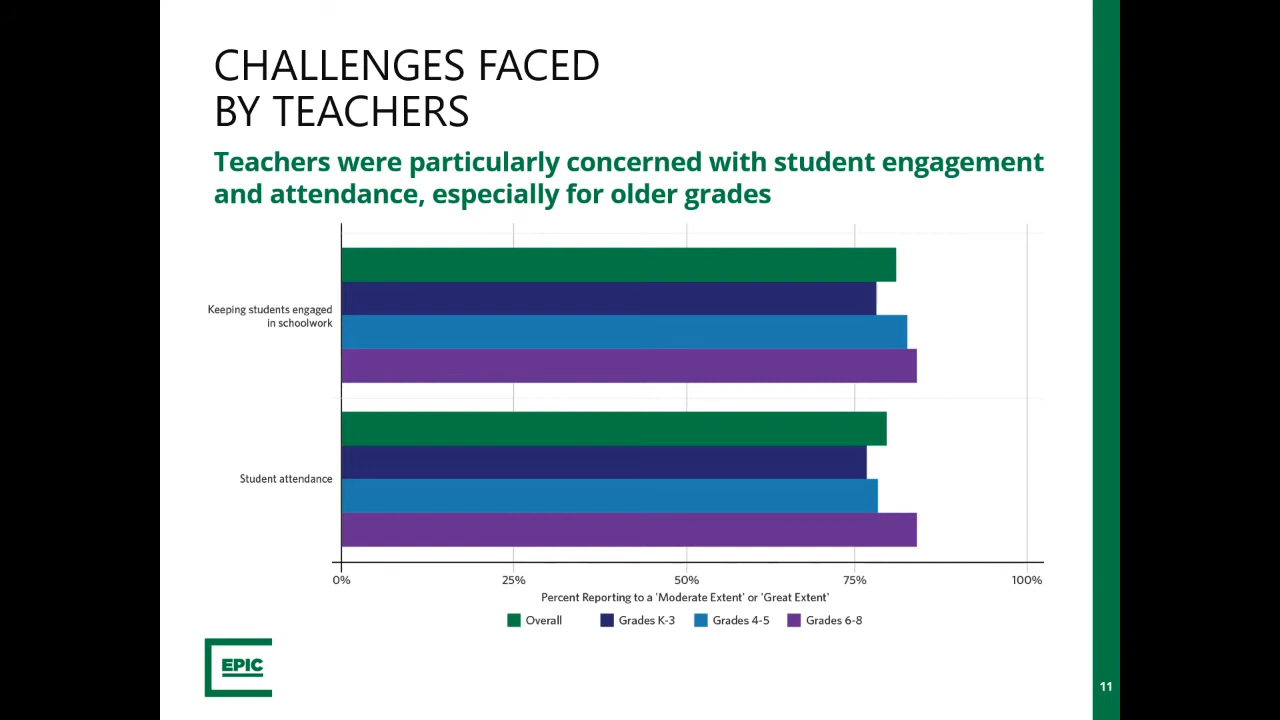 CHALLENGES FACED
BY TEACHERS
Teachers were particularly concerned with student engagement
and attendance, especially for older grades
Keeping students engaged
in schoolwork
Student attendance
0% 25% 50% 75% 100%
Percent Reporting to a 'Moderate Extent' or 'Great Extent'
Overall Grades K-3 Grades 4-5 Grades 6-8
EPIC
11